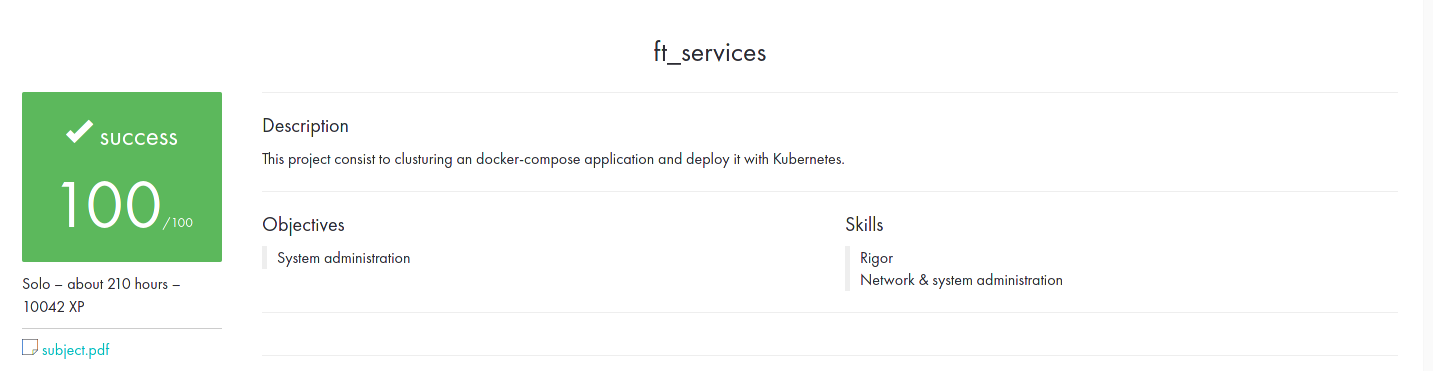 ft_services
success
100/100
Solo – about 210 hours –
10042 XP
subject.pdf
Description
This project consist to clusturing an docker-compose application and deploy it with Kubernetes.
Objectives
System administration
Skills
Rigor
Network & system administration